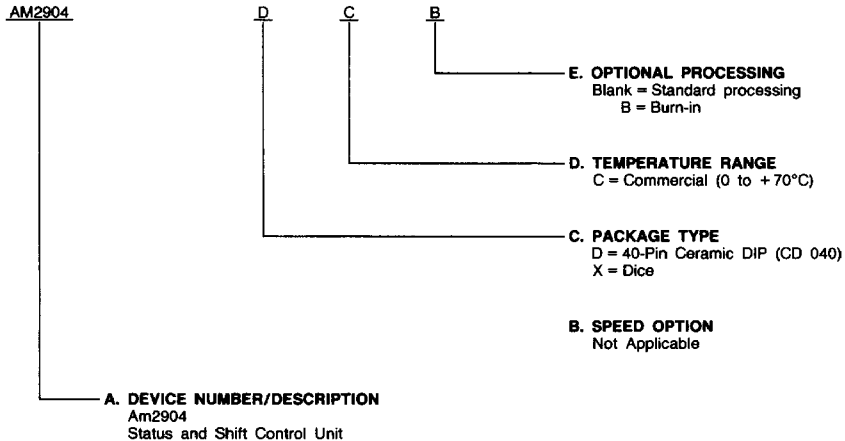 AM2904 D C B
E. OPTIONAL PROCESSING
Blank = Standard processing
B = Burn-in
D. TEMPERATURE RANGE
C = Commercial (0 to +70°C)
C. PACKAGE TYPE
D = 40-Pin Ceramic DIP (CD 040)
X = Dice
B. SPEED OPTION
Not Applicable
A. DEVICE NUMBER/DESCRIPTION
Am2904
Status and Shift Control Unit